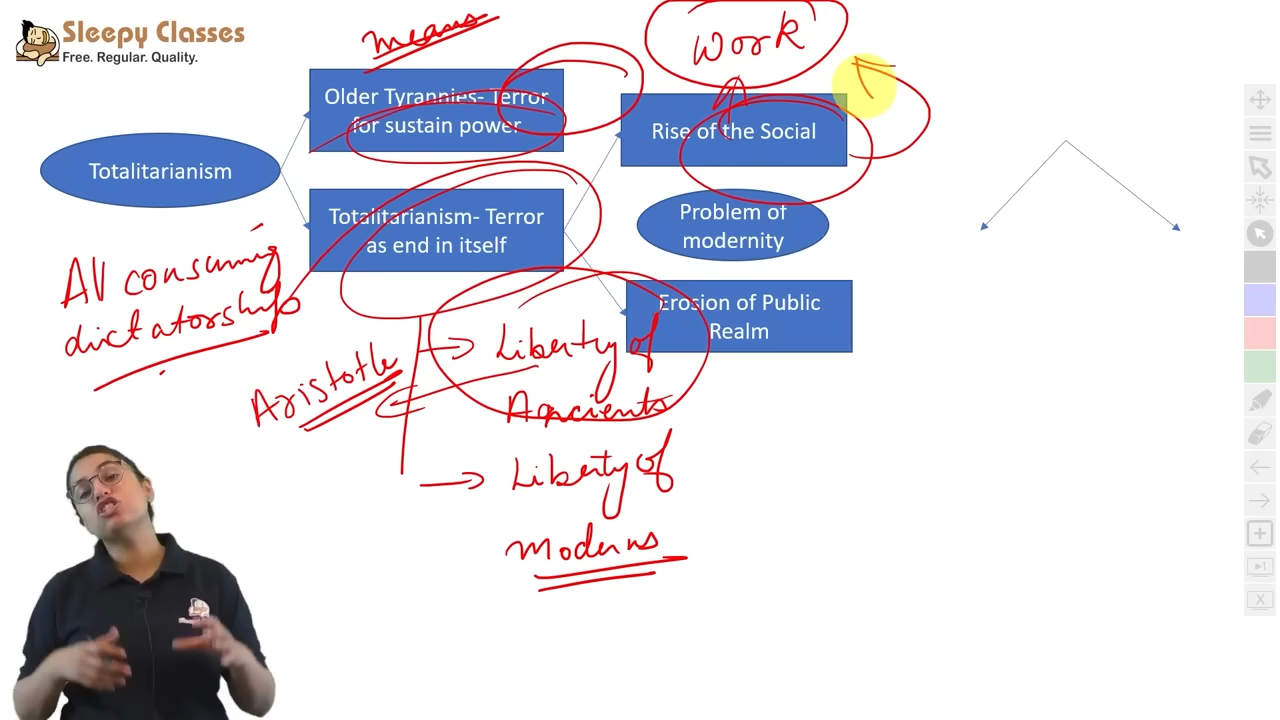 Sleepy Classes
Free. Regular. Quality.
means
work
Older Tyrannies- Terror
for sustain power
Rise of the Social
Totalitarianism
Totalitarianism- Terror
as end in itself
Problem of
modernity
All consuming
dictatorship
Erosion of Public
Realm
Aristotle
Liberty of
Ancients
Liberty of
Moderns